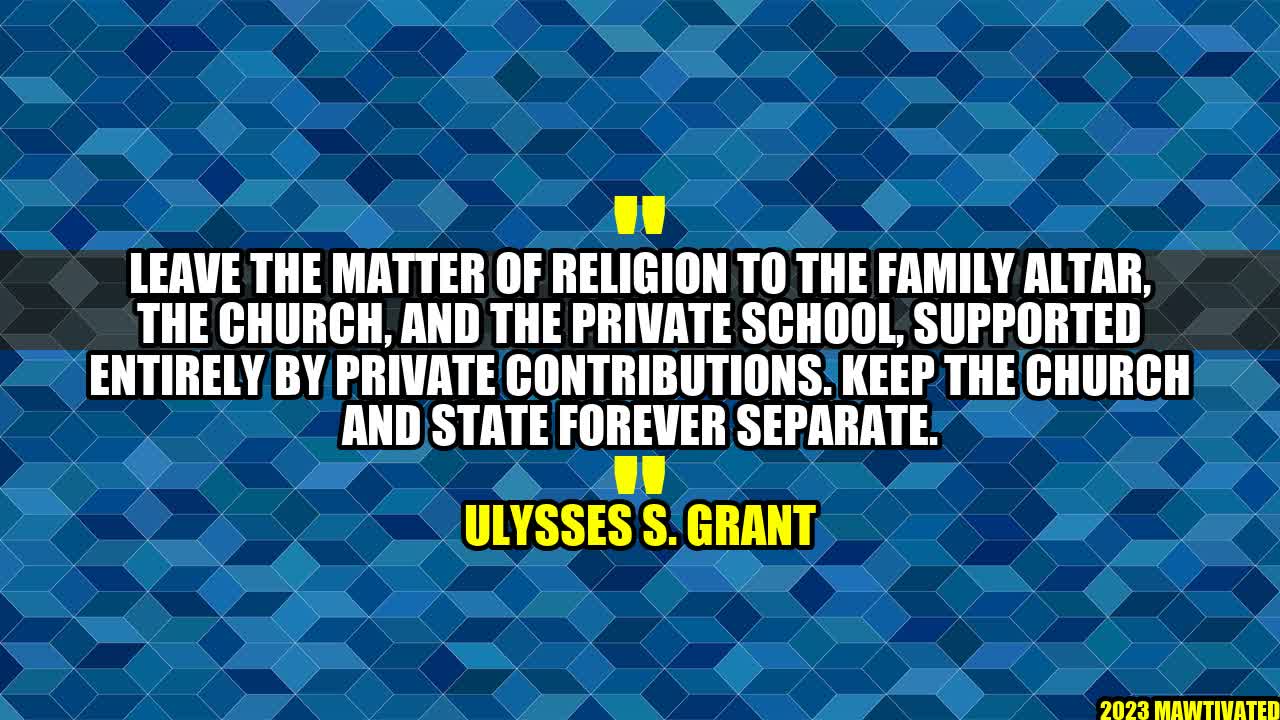 "
LEAVE THE MATTER OF RELIGION TO THE FAMILY ALTAR,
THE CHURCH, AND THE PRIVATE SCHOOL, SUPPORTED
ENTIRELY BY PRIVATE CONTRIBUTIONS. KEEP THE CHURCH
AND STATE FOREVER SEPARATE.
"
ULYSSES S. GRANT
2023 MAWTIVATED